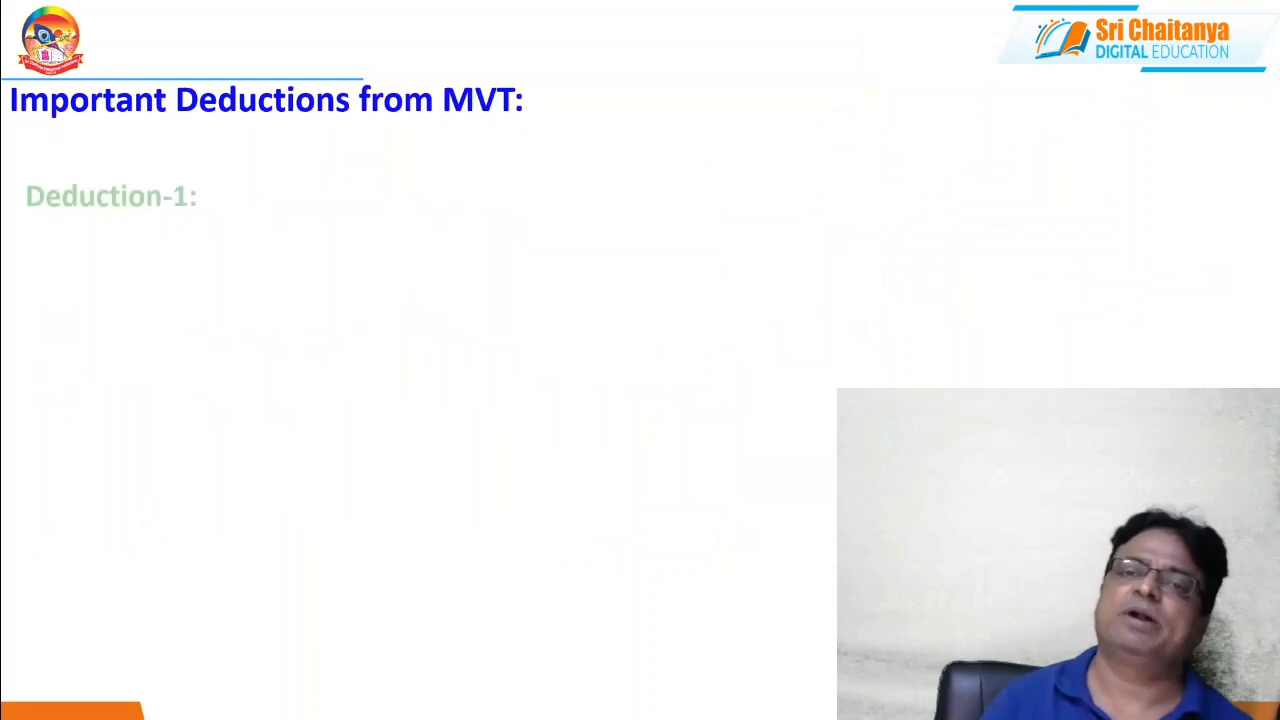 Sri Chaitanya
DIGITAL EDUCATION
Important Deductions from MVT:
Deduction-1: